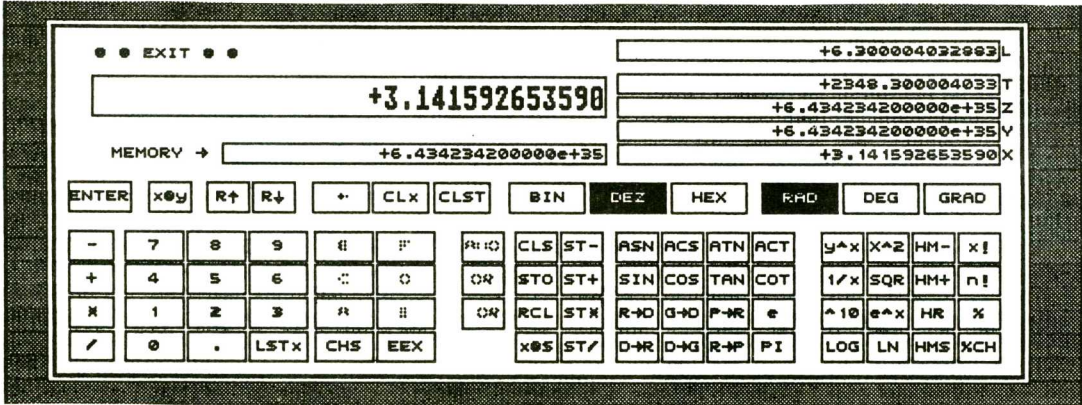 EXIT
+6.300004032983 L
+3.141592653590
+2348.300004033 T
+6.434234200000e+35 Z
+6.434234200000e+35 Y
MEMORY → +6.434234200000e+35
+3.141592653590 X
ENTER R↑ R↓ CLx CLST BIN DEZ HEX RAD DEG GRAD
- 7 8 9 CLS ST- ASN ACS ATN ACT y^x X^2 HM- x!
+ 4 5 6 OR STO ST+ SIN COS TAN COT 1/x SQR HM+ n!
* 1 2 3 RCL ST* R→D G→D P→R e ^10 e^x HR %
/ 0 . LSTx CHS EEX ST/ D→R D→G R→P PI LOG LN HMS %CH